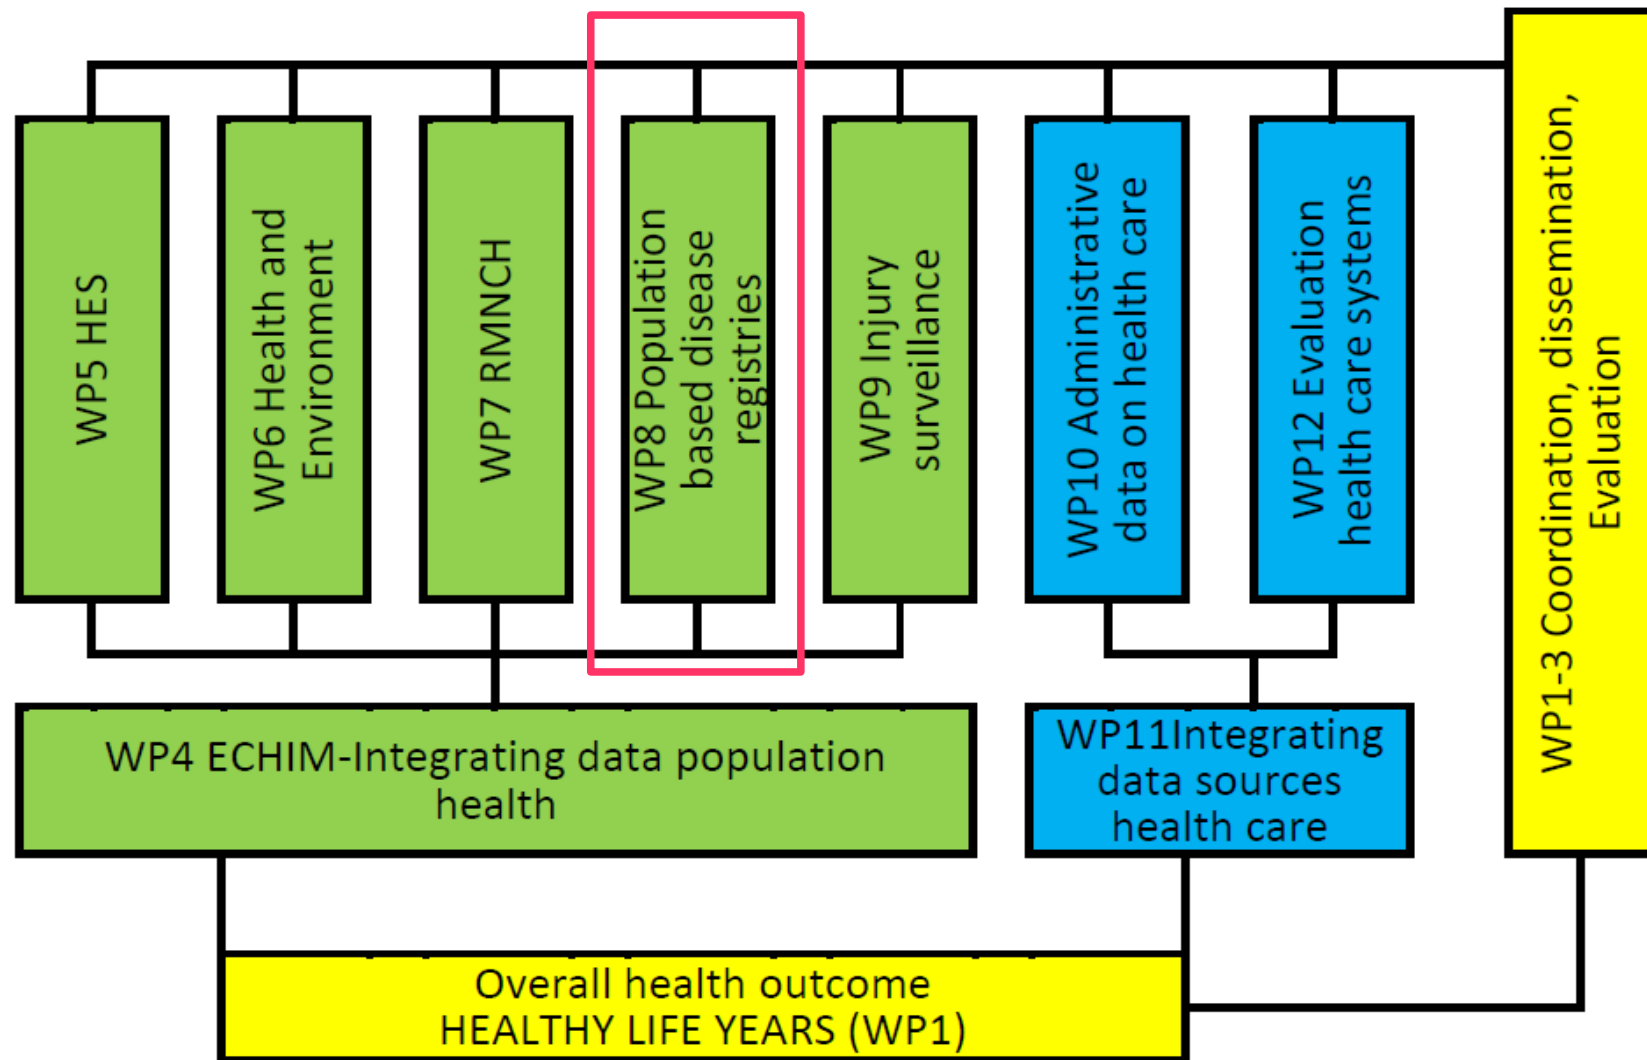 WP5 HES
WP6 Health and
Environment
WP7 RMNCH
WP8 Population
based disease
registries
WP9 Injury
surveillance
WP10 Administrative
data on health care
WP12 Evaluation
health care systems
WP1-3 Coordination, dissemination,
Evaluation
WP4 ECHIM-Integrating data population
health
WP11Integrating
data sources
health care
Overall health outcome
HEALTHY LIFE YEARS (WP1)